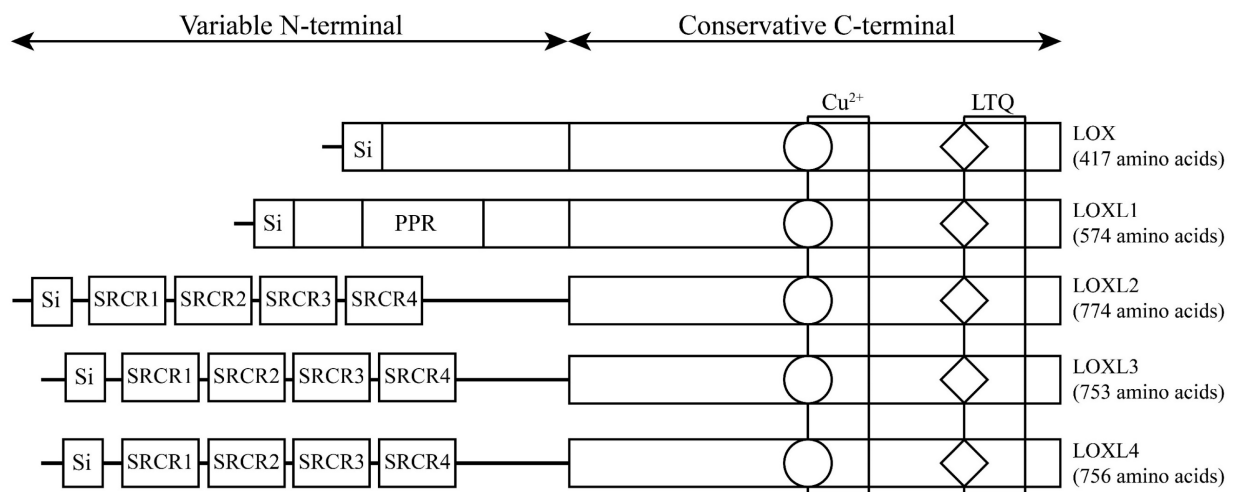 Variable N-terminal Conservative C-terminal
Cu²⁺ LTQ
Si LOX
(417 amino acids)
Si PPR LOXL1
(574 amino acids)
Si SRCR1 SRCR2 SRCR3 SRCR4 LOXL2
(774 amino acids)
Si SRCR1 SRCR2 SRCR3 SRCR4 LOXL3
(753 amino acids)
Si SRCR1 SRCR2 SRCR3 SRCR4 LOXL4
(756 amino acids)